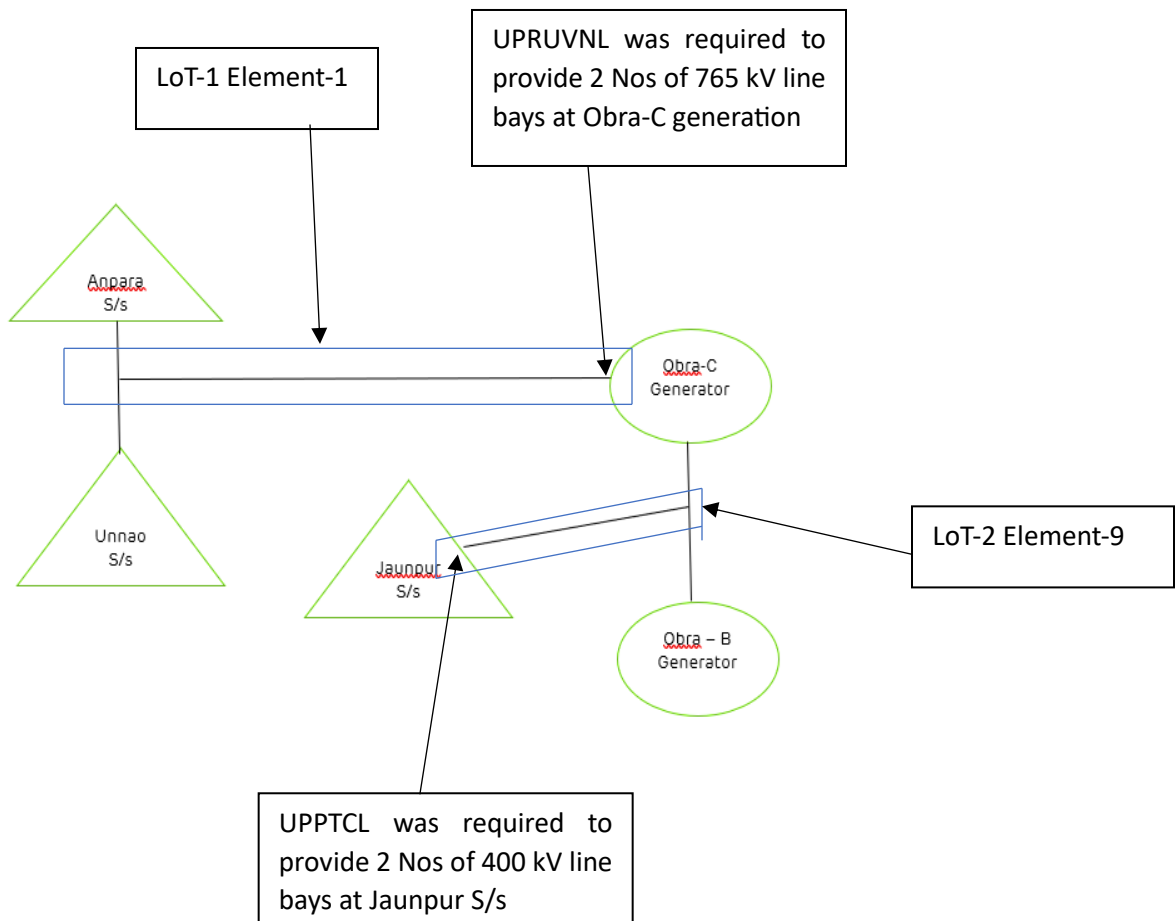 LoT-1 Element-1
UPRUVNL was required to
provide 2 Nos of 765 kV line
bays at Obra-C generation
Anpara
S/s
Obra-C
Generator
Unnao
S/s
Jaunpur
S/s
LoT-2 Element-9
Obra – B
Generator
UPPTCL was required to
provide 2 Nos of 400 kV line
bays at Jaunpur S/s